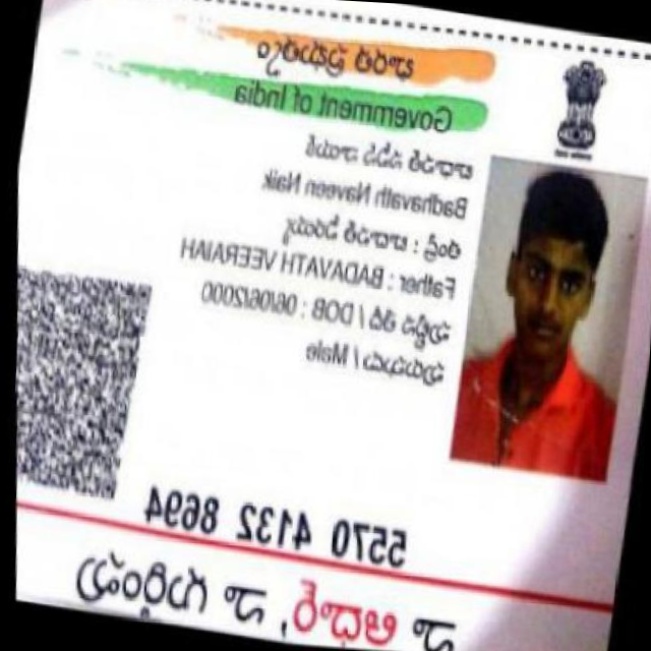 భారత ప్రభుత్వం
Government of India
బాదావత్ నవీన్ నాయక్
Badhavath Naveen Naik
తండ్రి : బాదావత్ వీరయ్య
Father : BADAVATH VEERAIAH
పుట్టిన తేదీ / DOB : 06/06/2000
పురుషుడు / Male
5570 4132 8694
నా ఆధార్, నా గుర్తింపు